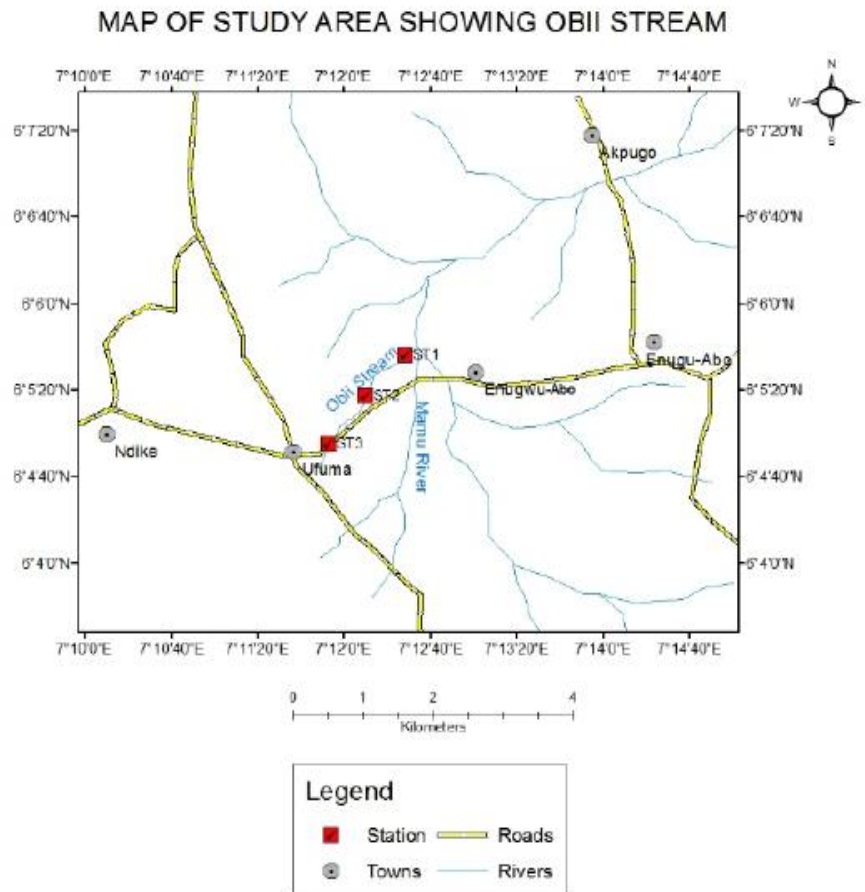 MAP OF STUDY AREA SHOWING OBII STREAM
7°10'0"E 7°10'40"E 7°11'20"E 7°12'0"E 7°12'40"E 7°13'20"E 7°14'0"E 7°14'40"E
N
W E
S
6°7'20"N 6°7'20"N
Akpugo
6°6'40"N 6°6'40"N
6°6'0"N 6°6'0"N
ST1
Enugu-Abo
Obli Stream
Enugwu-Abo
6°5'20"N 6°5'20"N
ST2
Mamu River
ST3
Ndike
Ufuma
6°4'40"N 6°4'40"N
6°4'0"N 6°4'0"N
7°10'0"E 7°10'40"E 7°11'20"E 7°12'0"E 7°12'40"E 7°13'20"E 7°14'0"E 7°14'40"E
0 1 2 4
Kilometers
Legend
Station Roads
Towns Rivers